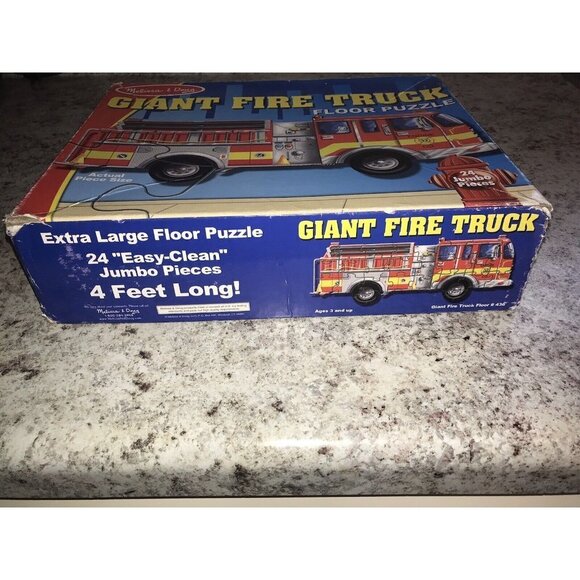 Melissa & Doug
GIANT FIRE TRUCK
FLOOR PUZZLE
Actual
Piece Size
24
Jumbo
Pieces
Extra Large Floor Puzzle
24 "Easy-Clean"
Jumbo Pieces
4 Feet Long!
Melissa & Doug
GIANT FIRE TRUCK
Ages 3 and up
Giant Fire Truck Floor # 436